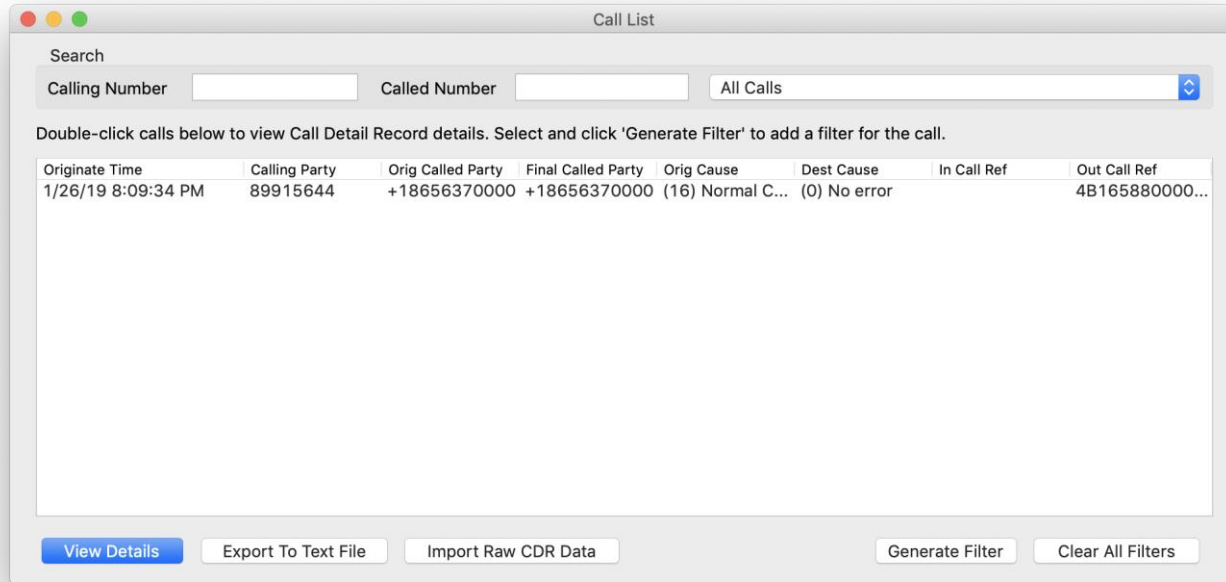 Call List
Search
Calling Number Called Number All Calls
Double-click calls below to view Call Detail Record details. Select and click 'Generate Filter' to add a filter for the call.
Originate Time Calling Party Orig Called Party Final Called Party Orig Cause Dest Cause In Call Ref Out Call Ref
1/26/19 8:09:34 PM 89915644 +18656370000 +18656370000 (16) Normal C... (0) No error 4B165880000...
View Details Export To Text File Import Raw CDR Data Generate Filter Clear All Filters